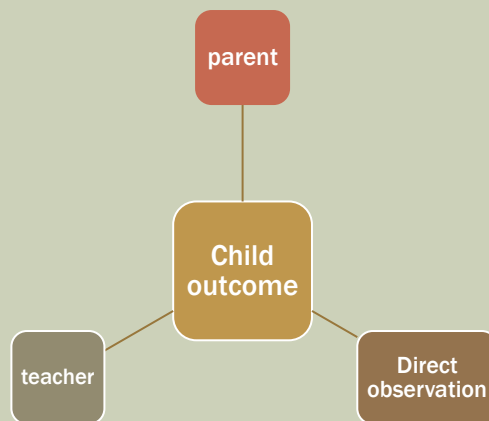 parent
Child
outcome
teacher
Direct
observation